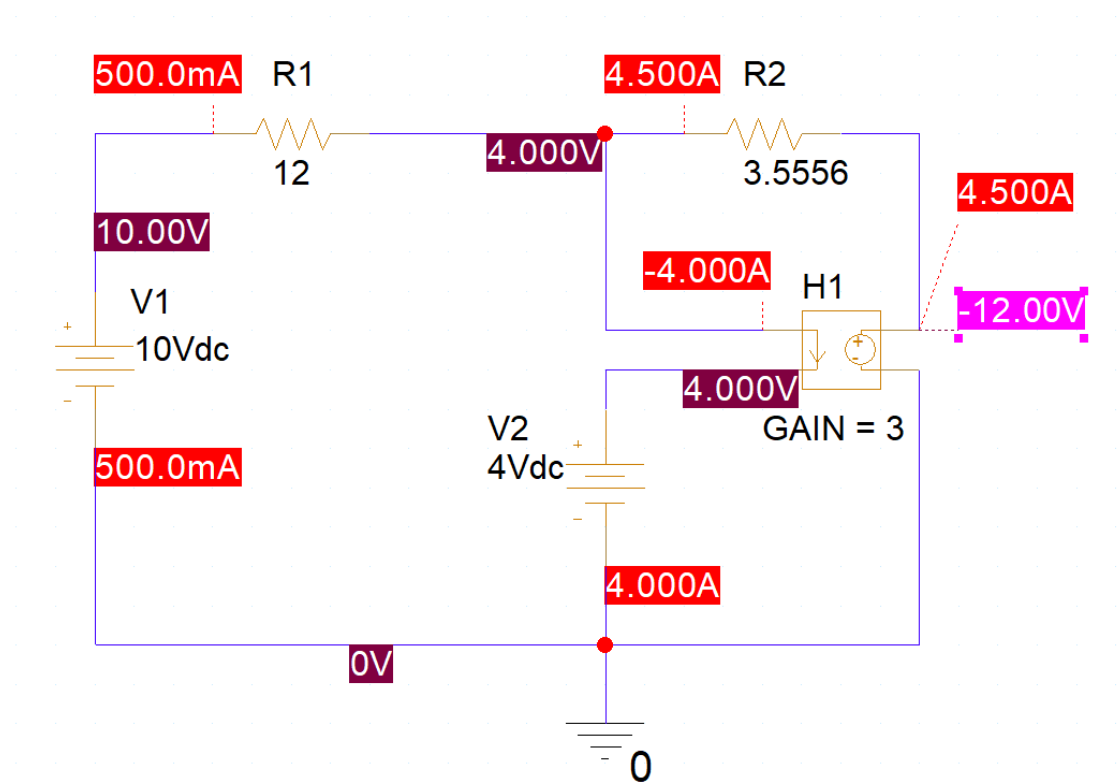 500.0mA
R1
4.500A
R2
12
4.000V
3.5556
4.500A
10.00V
-4.000A
H1
-12.00V
V1
10Vdc
4.000V
V2
GAIN = 3
4Vdc
500.0mA
4.000A
0V
0